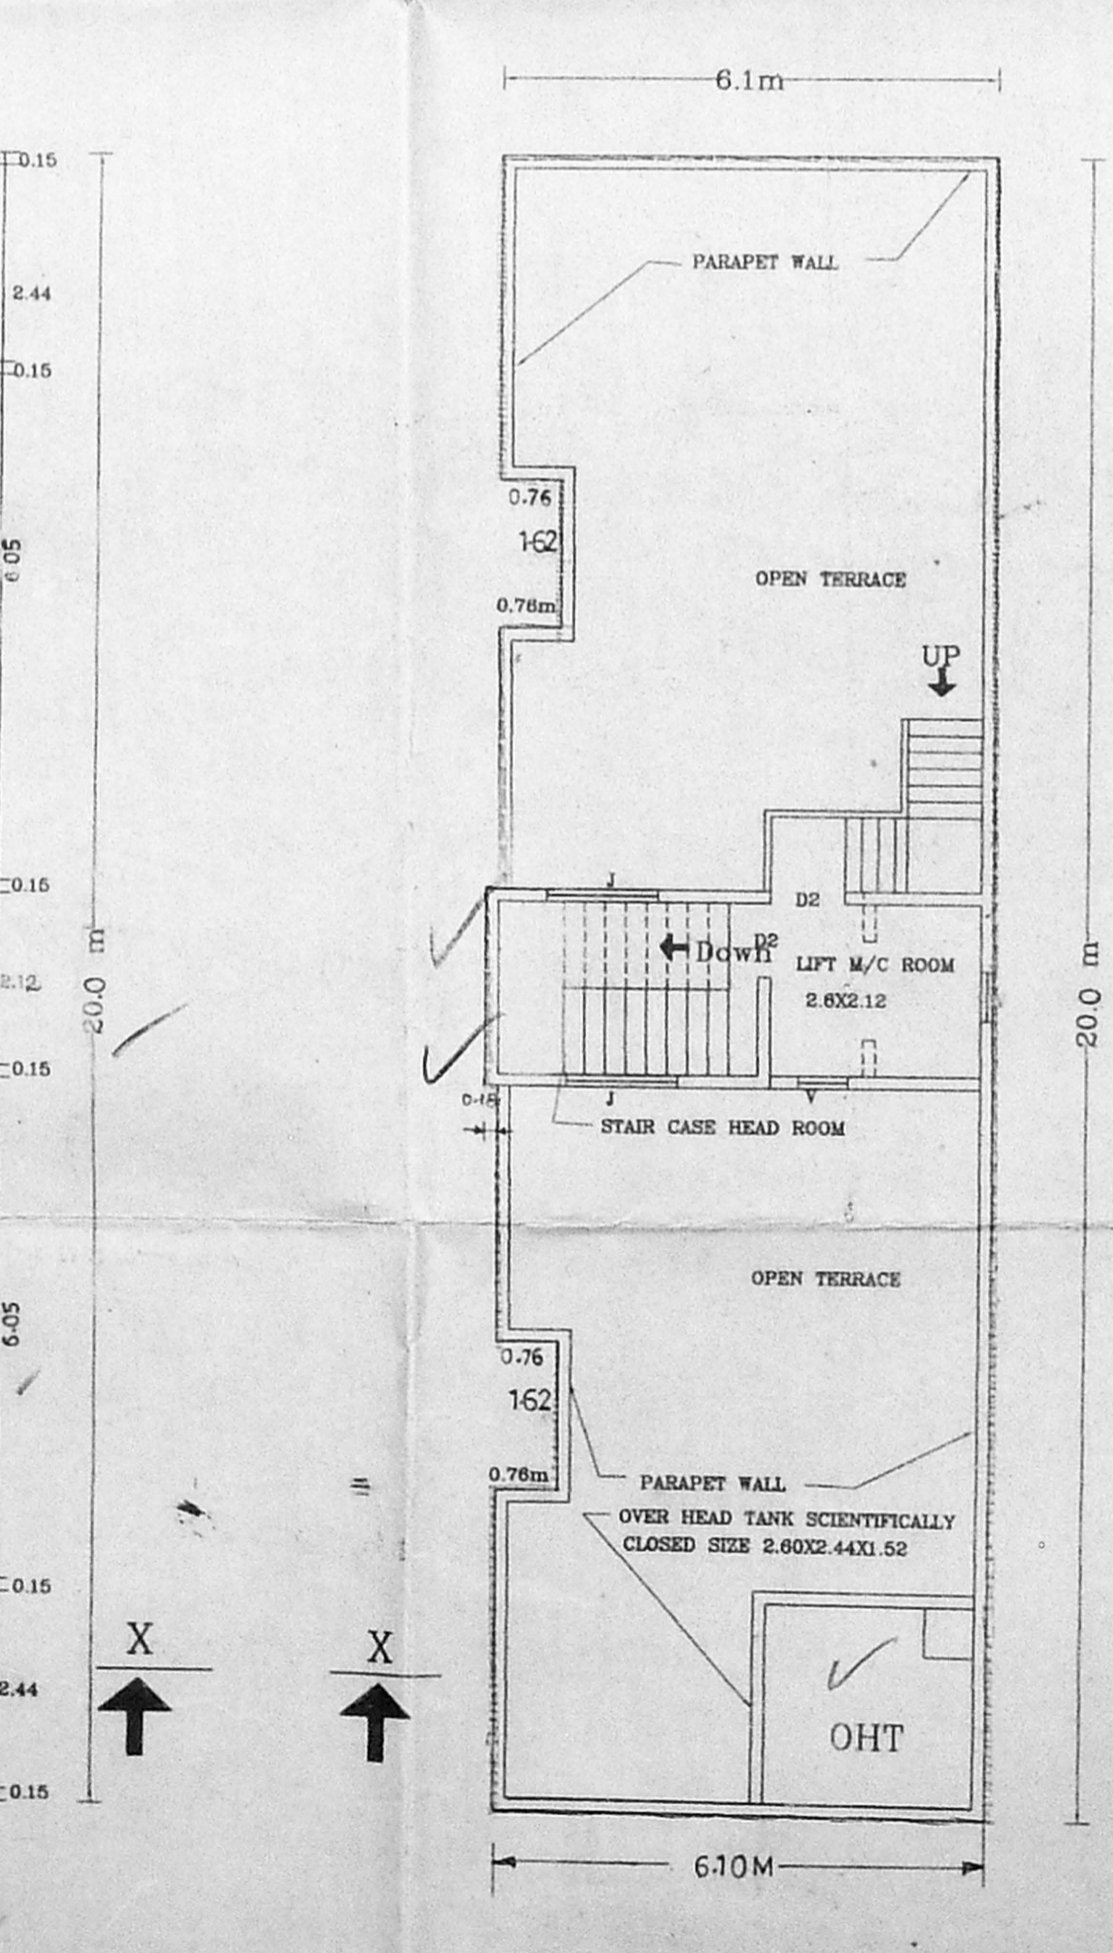 6.1m
0.15
PARAPET WALL
2.44
0.15
0.76
1.62
6.05
OPEN TERRACE
0.76m
UP
J
0.15
D2
D2
Down
LIFT M/C ROOM
20.0 m
2.12
2.6X2.12
20.0 m
0.15
0.15
J
V
STAIR CASE HEAD ROOM
OPEN TERRACE
6.05
0.76
1.62
0.76m
PARAPET WALL
OVER HEAD TANK SCIENTIFICALLY
CLOSED SIZE 2.60X2.44X1.52
0.15
X
X
2.44
OHT
0.15
6.10M